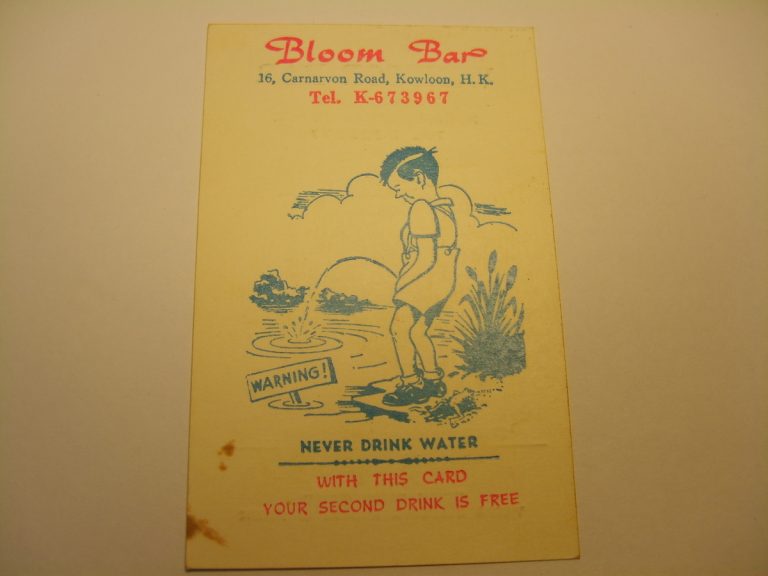 Bloom Bar
16, Carnarvon Road, Kowloon, H.K.
Tel. K-673967
WARNING!
NEVER DRINK WATER
WITH THIS CARD
YOUR SECOND DRINK IS FREE